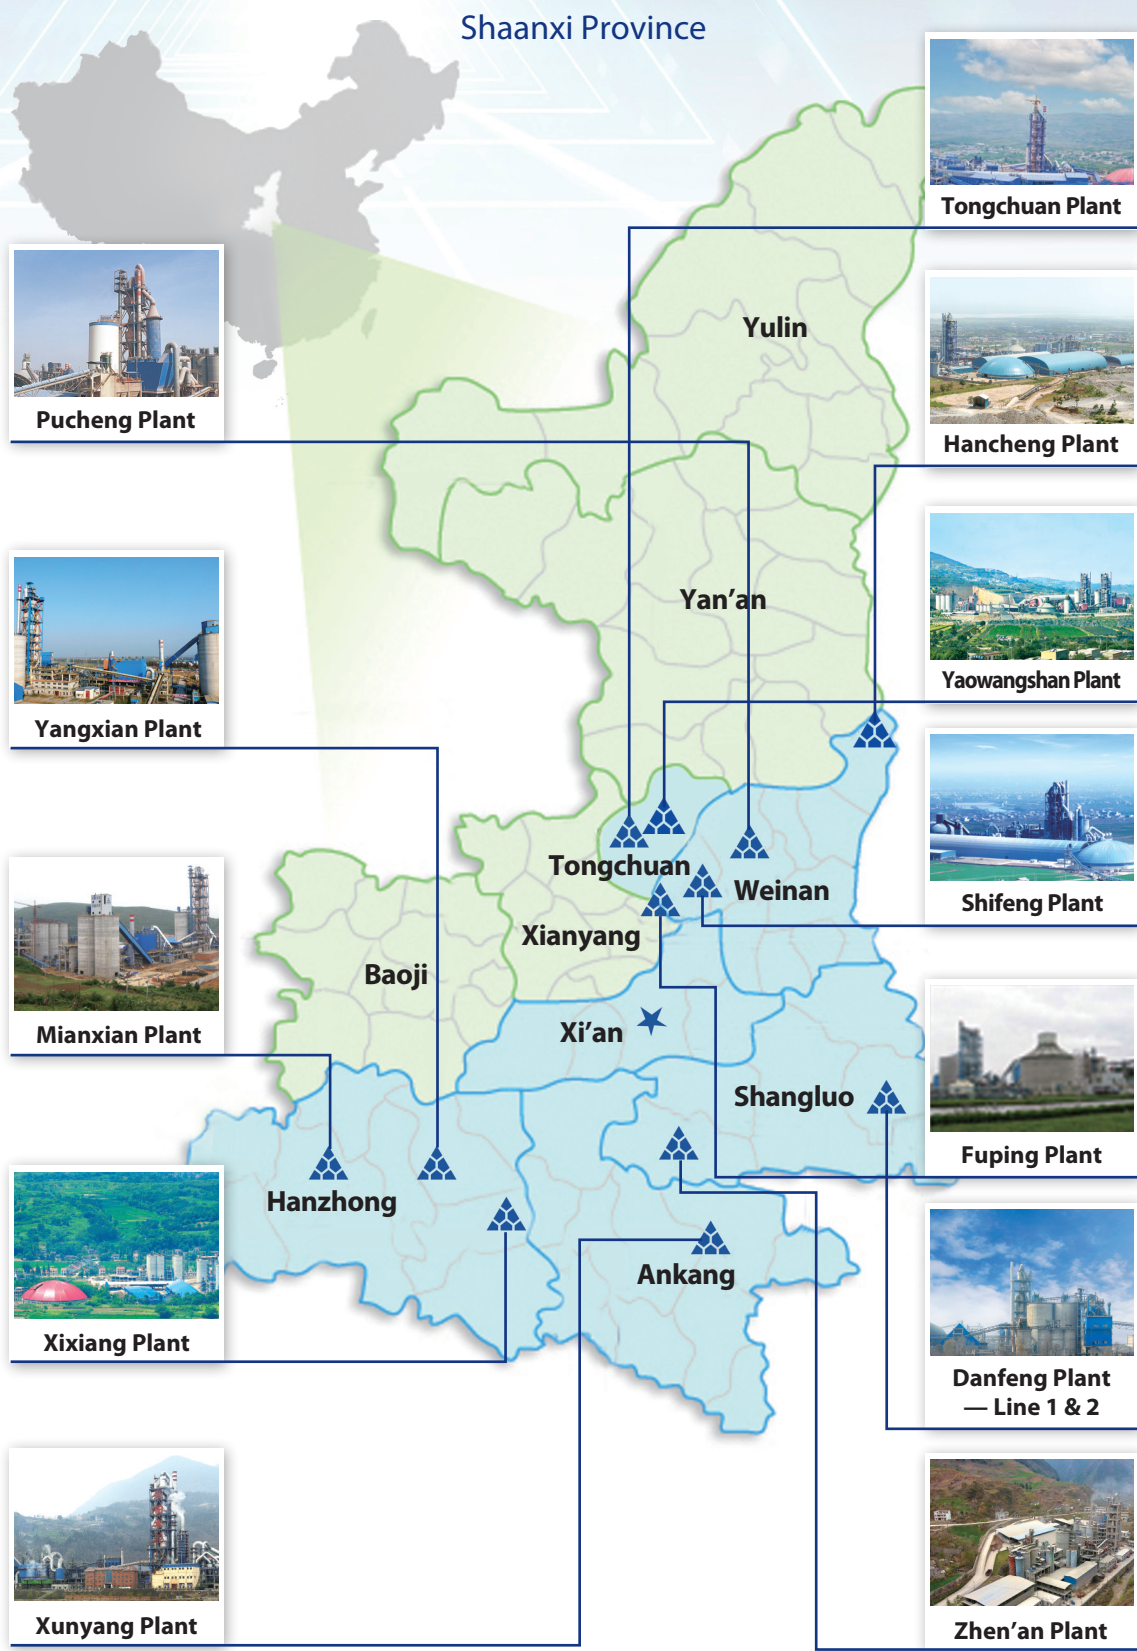 Shaanxi Province
Tongchuan Plant
Yulin
Pucheng Plant
Hancheng Plant
Yan’an
Yaowangshan Plant
Yangxian Plant
Tongchuan
Weinan
Shifeng Plant
Xianyang
Baoji
Xi’an
Mianxian Plant
Shangluo
Fuping Plant
Hanzhong
Ankang
Xixiang Plant
Danfeng Plant
— Line 1 & 2
Xunyang Plant
Zhen’an Plant